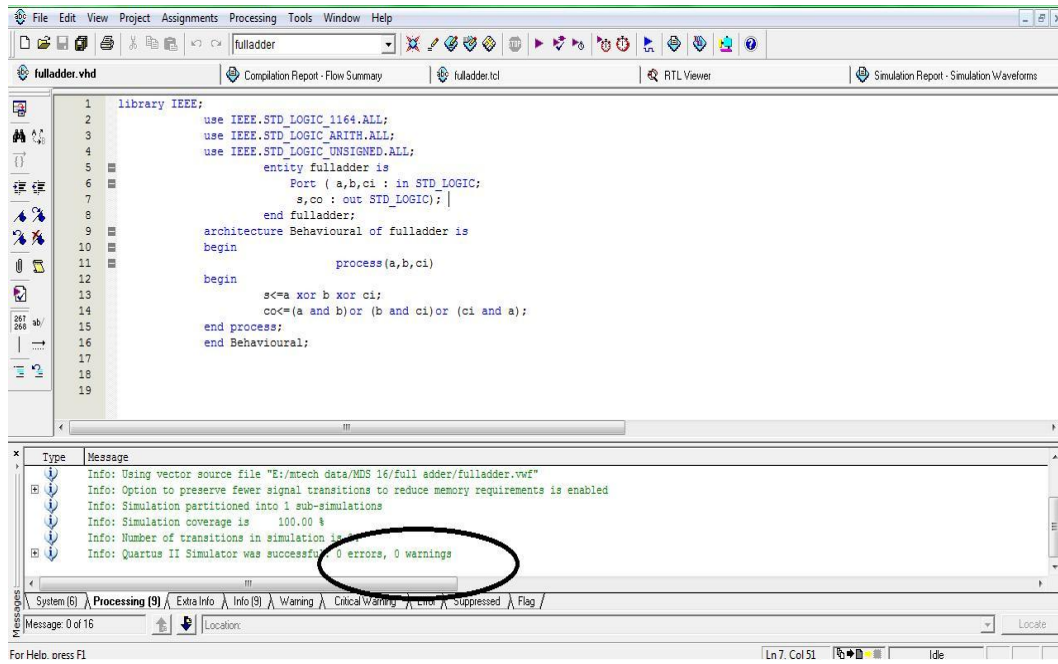 File Edit View Project Assignments Processing Tools Window Help
fulladder
fulladder.vhd
Compilation Report - Flow Summary
fulladder.tcl
RTL Viewer
Simulation Report - Simulation Waveforms
1 library IEEE;
2 use IEEE.STD_LOGIC_1164.ALL;
3 use IEEE.STD_LOGIC_ARITH.ALL;
4 use IEEE.STD_LOGIC_UNSIGNED.ALL;
5 entity fulladder is
6 Port ( a,b,ci : in STD_LOGIC;
7 s,co : out STD_LOGIC);
8 end fulladder;
9 architecture Behavioural of fulladder is
10 begin
11 process(a,b,ci)
12 begin
13 s<=a xor b xor ci;
14 co<=(a and b)or (b and ci)or (ci and a);
15 end process;
16 end Behavioural;
17
18
19
267
268 ab/
Type Message
Info: Using vector source file "E:/mtech data/MDS 16/full adder/fulladder.vwf"
Info: Option to preserve fewer signal transitions to reduce memory requirements is enabled
Info: Simulation partitioned into 1 sub-simulations
Info: Simulation coverage is 100.00 %
Info: Number of transitions in simulation is
Info: Quartus II Simulator was successful. 0 errors, 0 warnings
System (6) Processing (9) Extra Info Info (9) Warning Critical Warning Error Suppressed Flag
Messages
Message: 0 of 16
Location:
Locate
For Help, press F1
Ln 7, Col 51
Idle